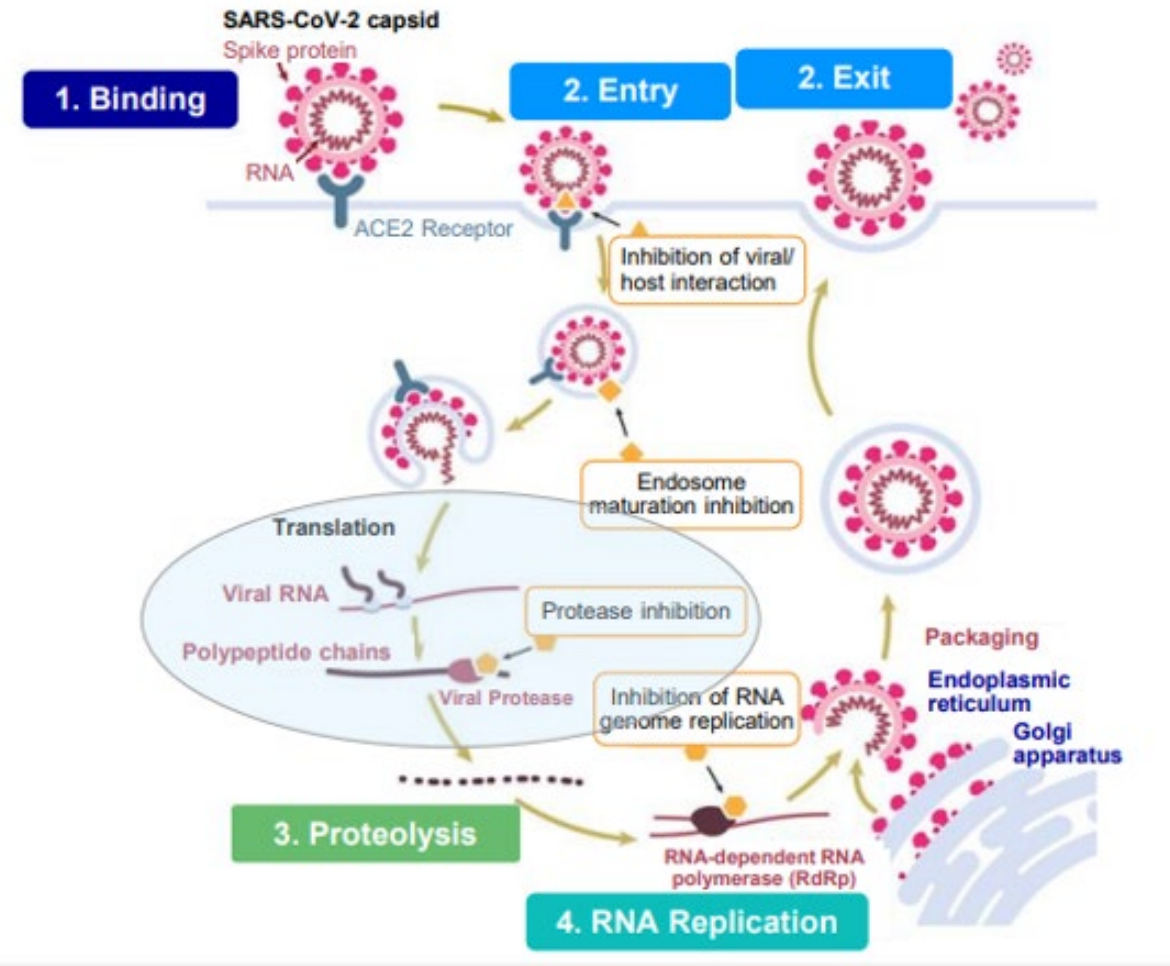 SARS-CoV-2 capsid
Spike protein
1. Binding
2. Entry
2. Exit
RNA
ACE2 Receptor
Inhibition of viral/
host interaction
Endosome
maturation inhibition
Translation
Viral RNA
Protease inhibition
Polypeptide chains
Viral Protease
Inhibition of RNA
genome replication
Packaging
Endoplasmic
reticulum
Golgi
apparatus
3. Proteolysis
RNA-dependent RNA
polymerase (RdRp)
4. RNA Replication